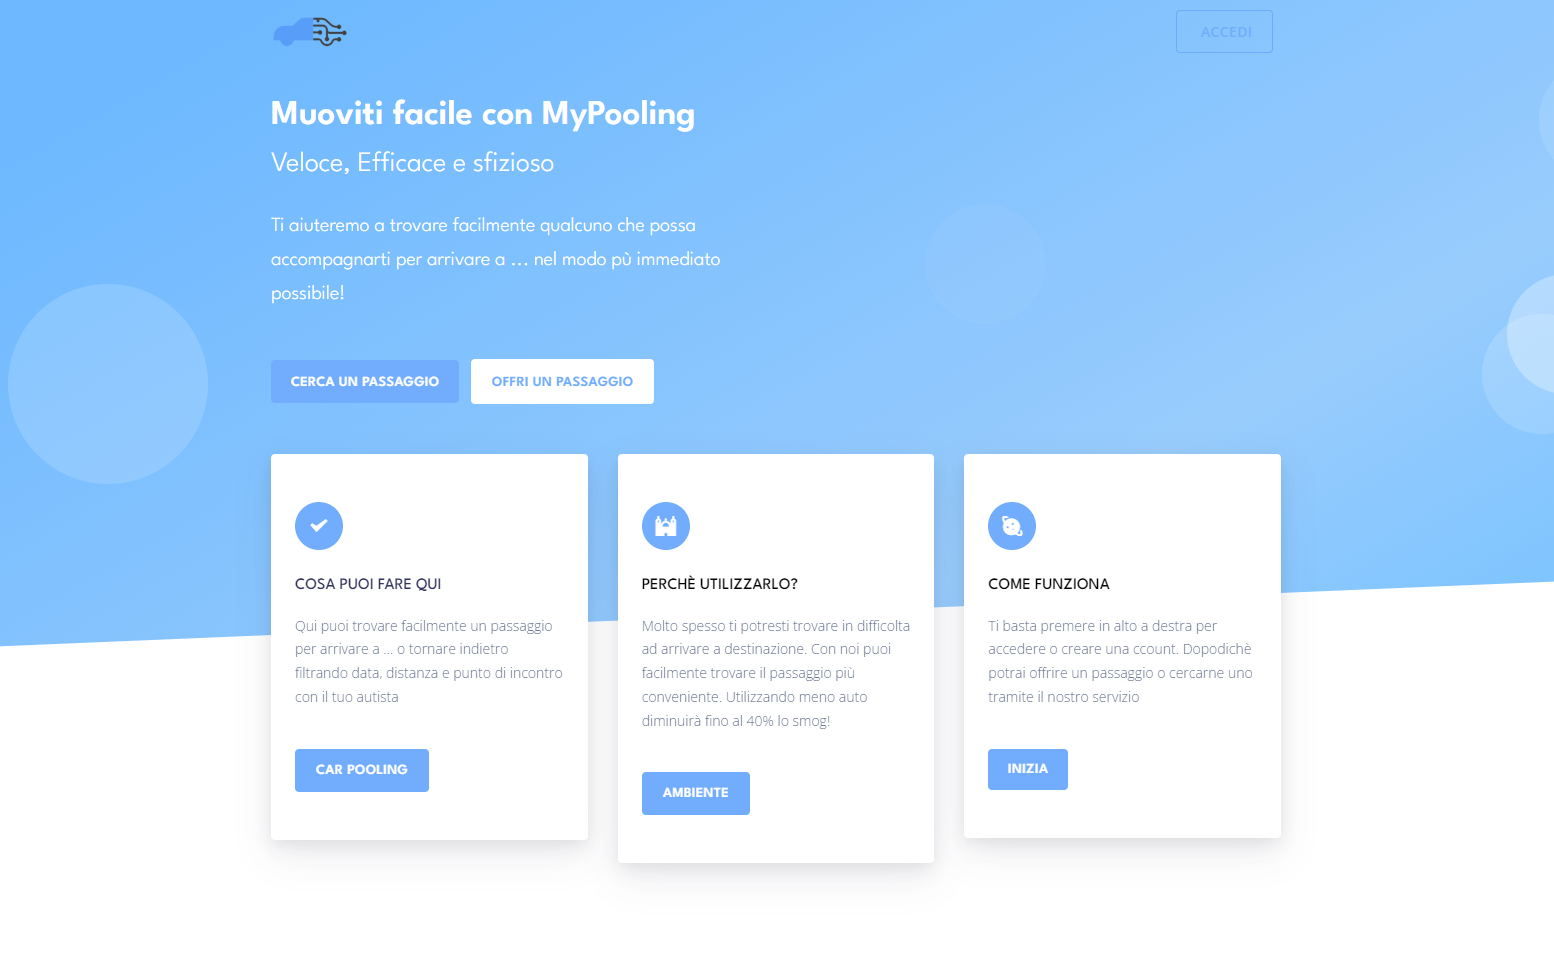 ACCEDI
Muoviti facile con MyPooling
Veloce, Efficace e sfizioso
Ti aiuteremo a trovare facilmente qualcuno che possa
accompagnarti per arrivare a ... nel modo pù immediato
possibile!
CERCA UN PASSAGGIO
OFFRI UN PASSAGGIO
COSA PUOI FARE QUI
Qui puoi trovare facilmente un passaggio
per arrivare a ... o tornare indietro
filtrando data, distanza e punto di incontro
con il tuo autista
CAR POOLING
PERCHÈ UTILIZZARLO?
Molto spesso ti potresti trovare in difficolta
ad arrivare a destinazione. Con noi puoi
facilmente trovare il passaggio più
conveniente. Utilizzando meno auto
diminuirà fino al 40% lo smog!
AMBIENTE
COME FUNZIONA
Ti basta premere in alto a destra per
accedere o creare una ccount. Dopodichè
potrai offrire un passaggio o cercarne uno
tramite il nostro servizio
INIZIA